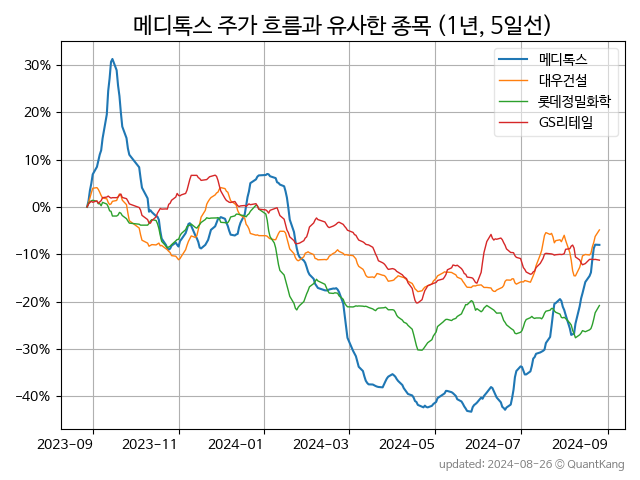 메디톡스 주가 흐름과 유사한 종목 (1년, 5일선)
메디톡스
대우건설
롯데정밀화학
GS리테일
30%
20%
10%
0%
−10%
−20%
−30%
−40%
2023-09
2023-11
2024-01
2024-03
2024-05
2024-07
2024-09
updated: 2024-08-26 © QuantKang